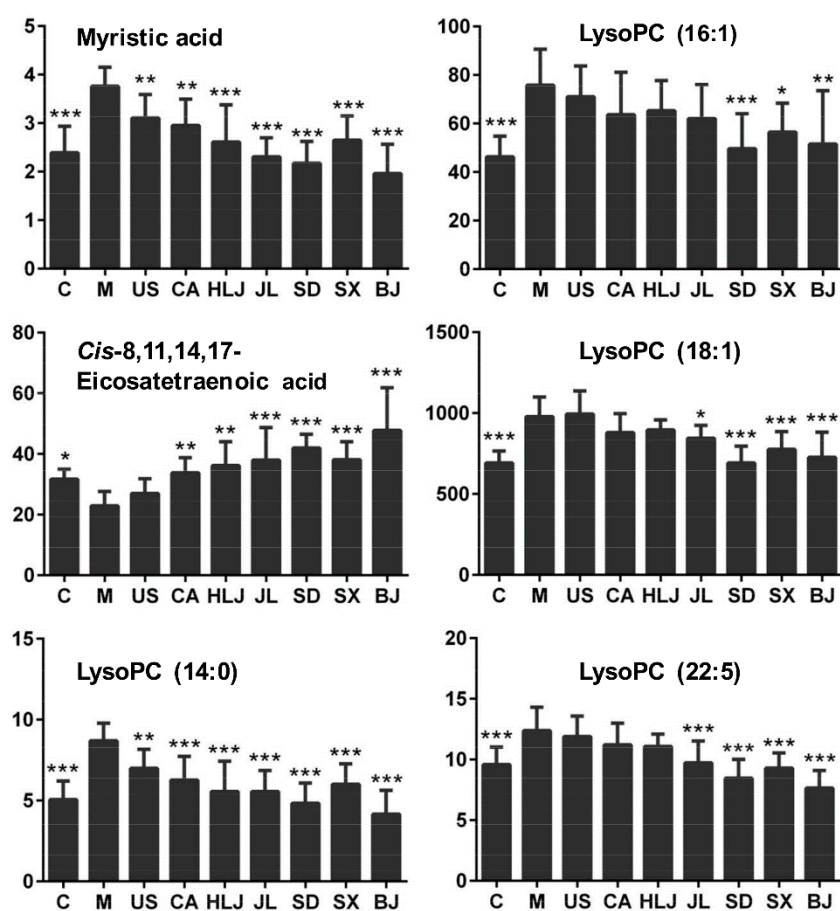 Myristic acid
5
4
3
2
1
0
*** ** ** *** *** *** *** ***
C M US CA HLJ JL SD SX BJ
LysoPC (16:1)
100
80
60
40
20
0
*** *** * **
C M US CA HLJ JL SD SX BJ
Cis-8,11,14,17-
Eicosatetraenoic acid
80
60
40
20
0
* ** ** *** *** *** ***
C M US CA HLJ JL SD SX BJ
LysoPC (18:1)
1500
1000
500
0
*** * *** *** ***
C M US CA HLJ JL SD SX BJ
LysoPC (14:0)
15
10
5
0
*** ** *** *** *** *** *** ***
C M US CA HLJ JL SD SX BJ
LysoPC (22:5)
20
15
10
5
0
*** *** *** *** ***
C M US CA HLJ JL SD SX BJ